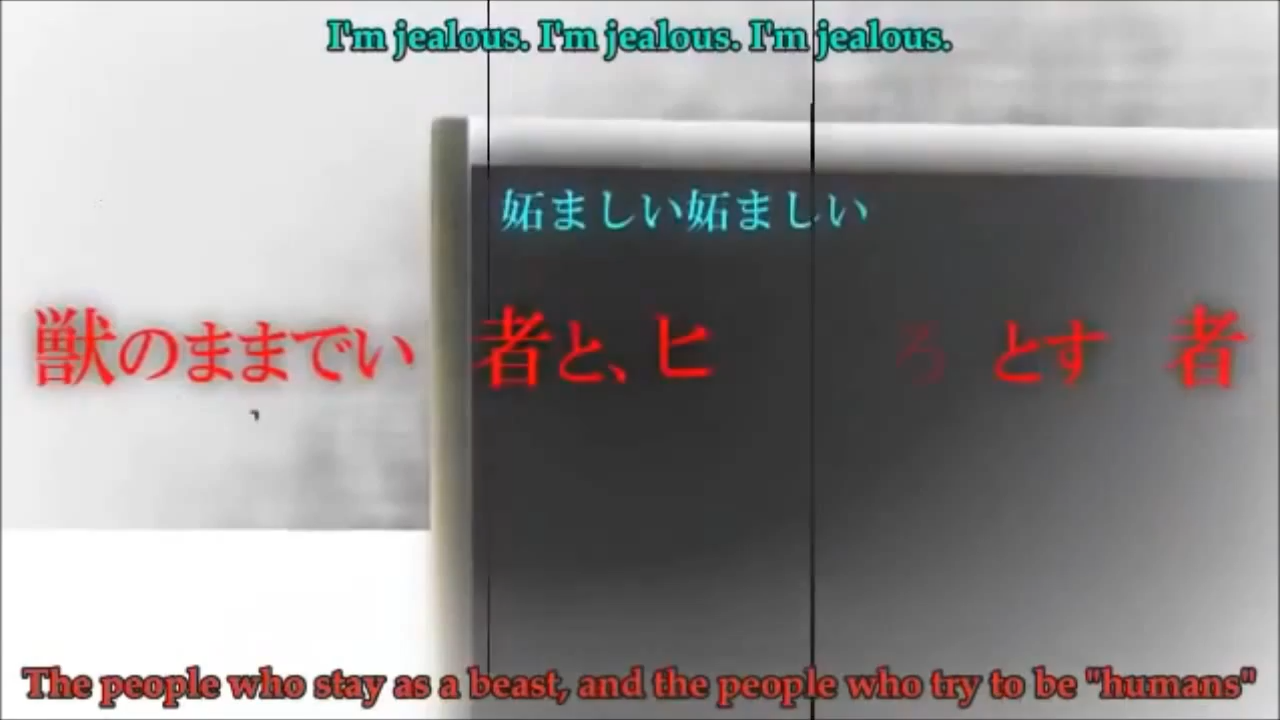 I'm jealous. I'm jealous. I'm jealous.
妬ましい妬ましい
獣のままでい 者と、ヒ ろ とす 者
The people who stay as a beast, and the people who try to be "humans"